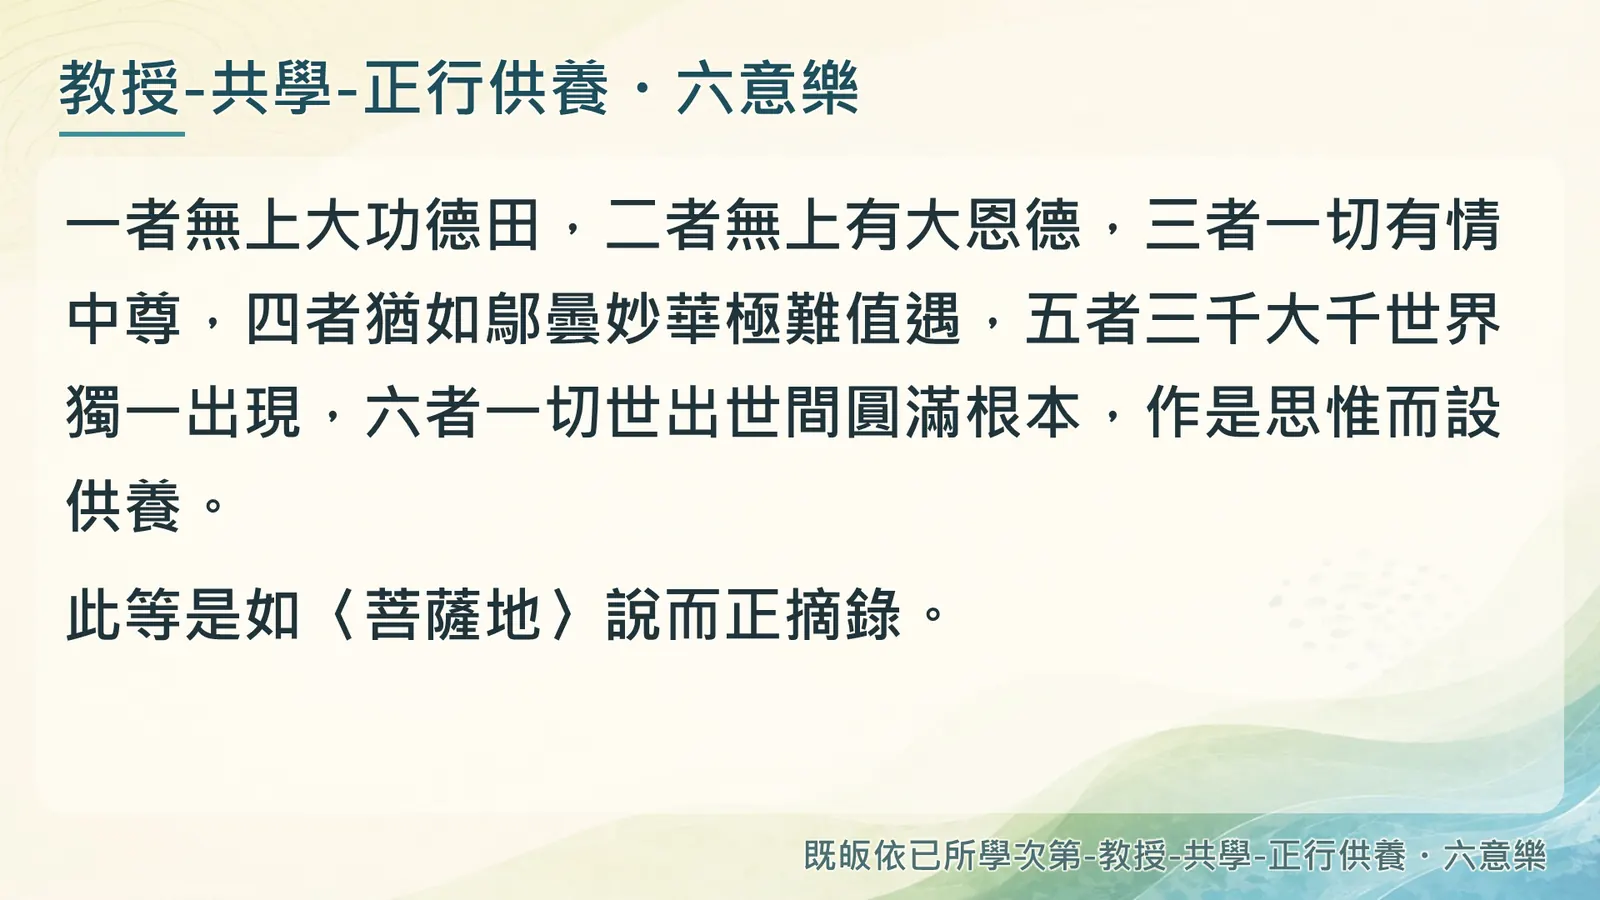 教授-共學-正行供養．六意樂
一者無上大功德田，二者無上有大恩德，三者一切有情
中尊，四者猶如鄔曇妙華極難值遇，五者三千大千世界
獨一出現，六者一切世出世間圓滿根本，作是思惟而設
供養。
此等是如〈菩薩地〉說而正摘錄。
既皈依已所學次第-教授-共學-正行供養．六意樂